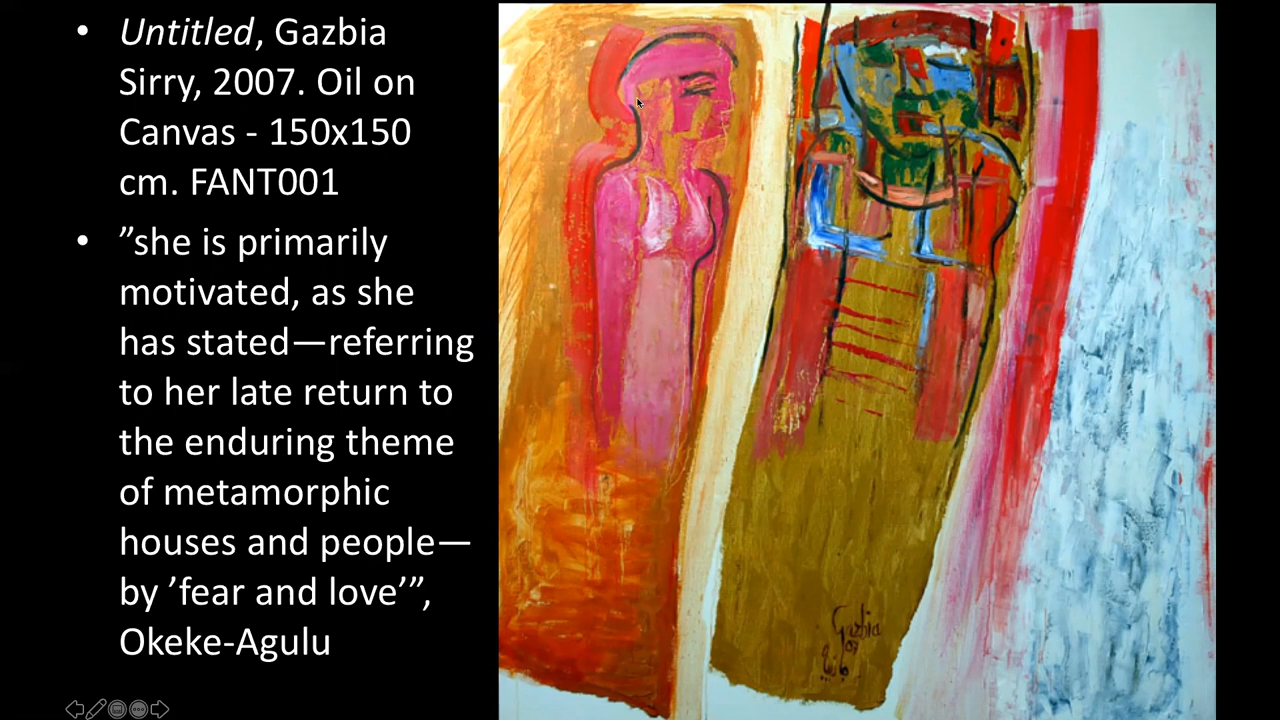 • Untitled, Gazbia
Sirry, 2007. Oil on
Canvas - 150x150
cm. FANT001
• ”she is primarily
motivated, as she
has stated—referring
to her late return to
the enduring theme
of metamorphic
houses and people—
by ’fear and love’”,
Okeke-Agulu
Gazbia
07
جاذبية